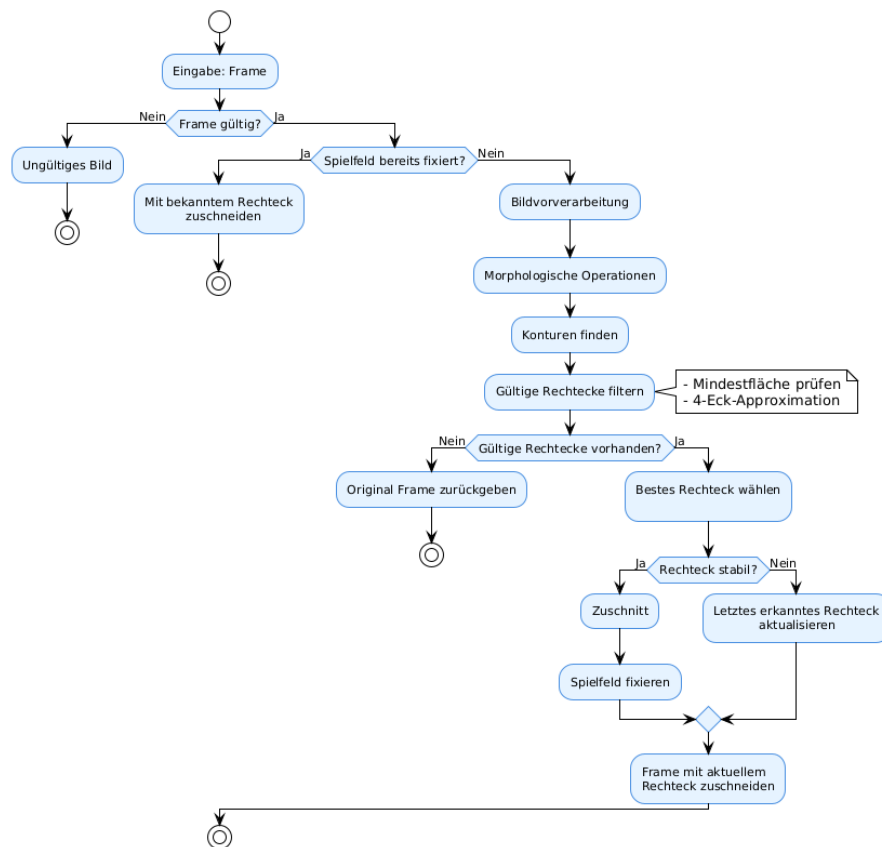 Eingabe: Frame
Nein
Frame gültig?
Ja
Ungültiges Bild
Ja
Spielfeld bereits fixiert?
Nein
Mit bekanntem Rechteck
zuschneiden
Bildvorverarbeitung
Morphologische Operationen
Konturen finden
Gültige Rechtecke filtern
- Mindestfläche prüfen
- 4-Eck-Approximation
Nein
Gültige Rechtecke vorhanden?
Ja
Original Frame zurückgeben
Bestes Rechteck wählen
Ja
Rechteck stabil?
Nein
Zuschnitt
Letztes erkanntes Rechteck
aktualisieren
Spielfeld fixieren
Frame mit aktuellem
Rechteck zuschneiden